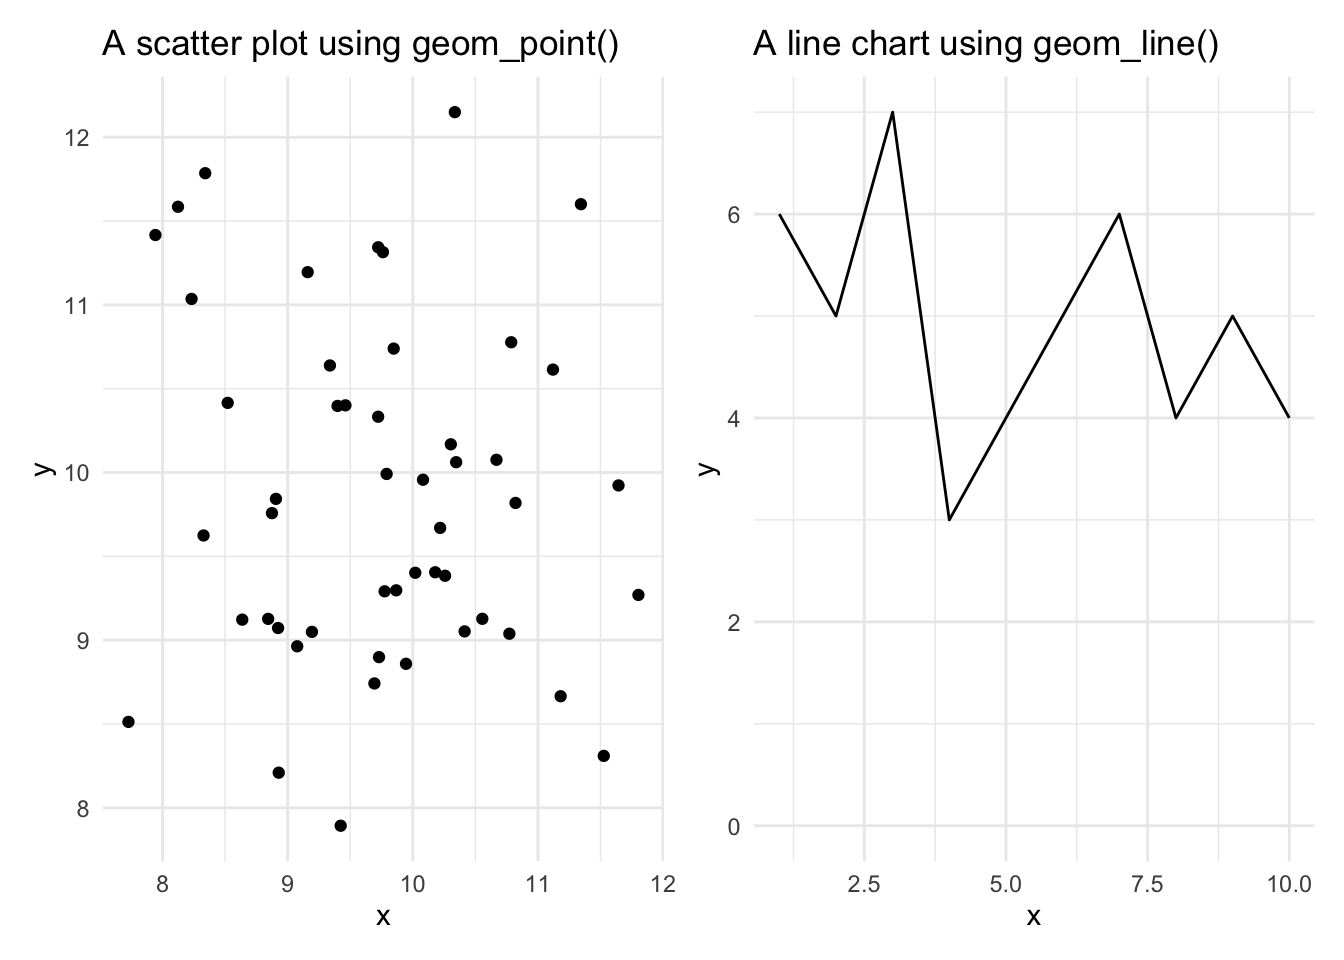 A scatter plot using geom_point()
12
11
10
9
8
y
8 9 10 11 12
x
A line chart using geom_line()
6
4
2
0
y
2.5 5.0 7.5 10.0
x